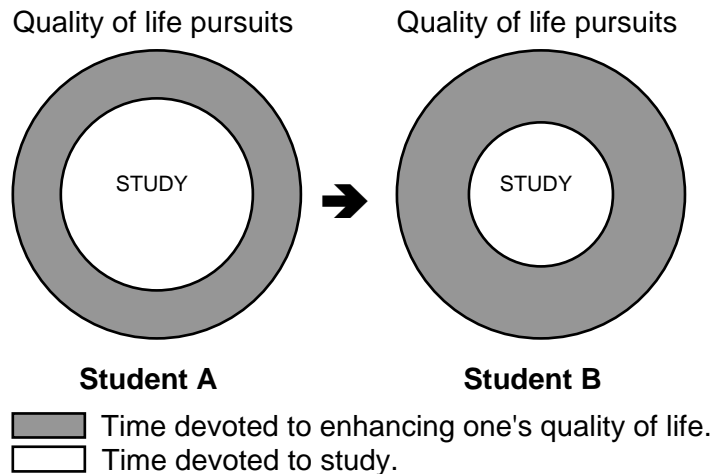 Quality of life pursuits
Quality of life pursuits
STUDY
STUDY
Student A
Student B
Time devoted to enhancing one's quality of life.
Time devoted to study.